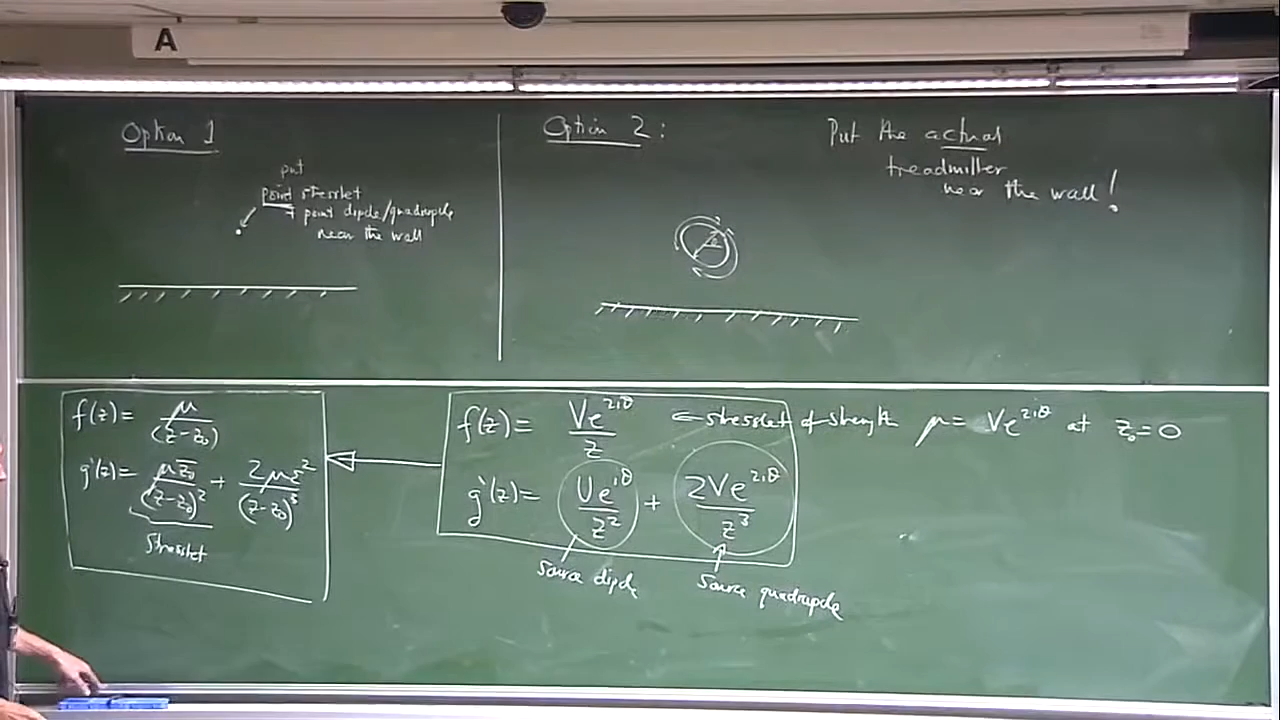 A
Option 1
put
point stresslet
+ point dipole/quadrupole
near the wall
Option 2:
Put the actual
treadmiller
near the wall!
f(z) = μ/(z-z₀)
g'(z) = μz̄₀/(z-z₀)² + 2με²/(z-z₀)³
stresslet
f(z) = Ve^{2iθ}/z ← stresslet of strength μ = Ve^{2iθ} at z₀=0
g'(z) = Ue^{iθ}/z² + 2Ve^{2iθ}/z³
source dipole
source quadrupole